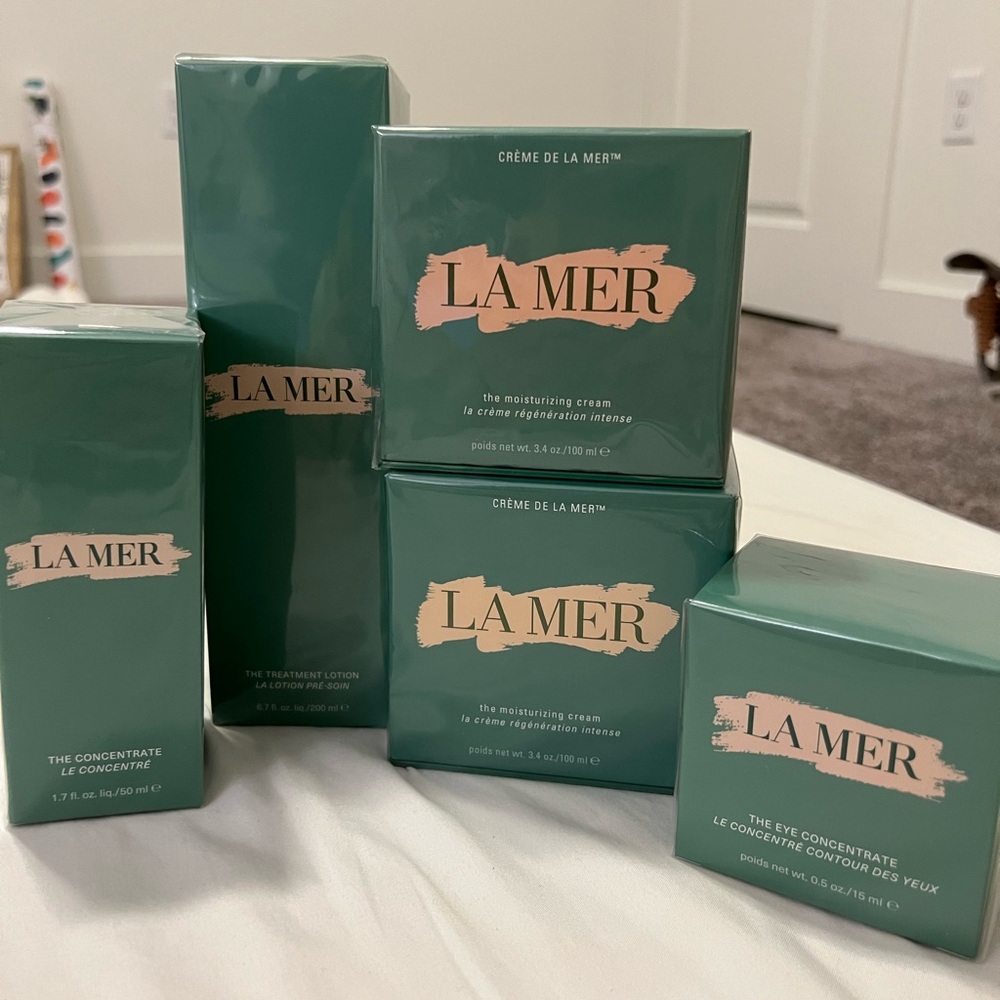 LA MER
THE CONCENTRATE
LE CONCENTRÉ
1.7 fl. oz. liq./50 ml ℮
LA MER
THE TREATMENT LOTION
LA LOTION PRÉ-SOIN
6.7 fl. oz. liq./200 ml ℮
CRÈME DE LA MER™
LA MER
the moisturizing cream
la crème régénération intense
poids net wt. 3.4 oz./100 ml ℮
CRÈME DE LA MER™
LA MER
the moisturizing cream
la crème régénération intense
poids net wt. 3.4 oz./100 ml ℮
LA MER
THE EYE CONCENTRATE
LE CONCENTRÉ CONTOUR DES YEUX
poids net wt. 0.5 oz./15 ml ℮